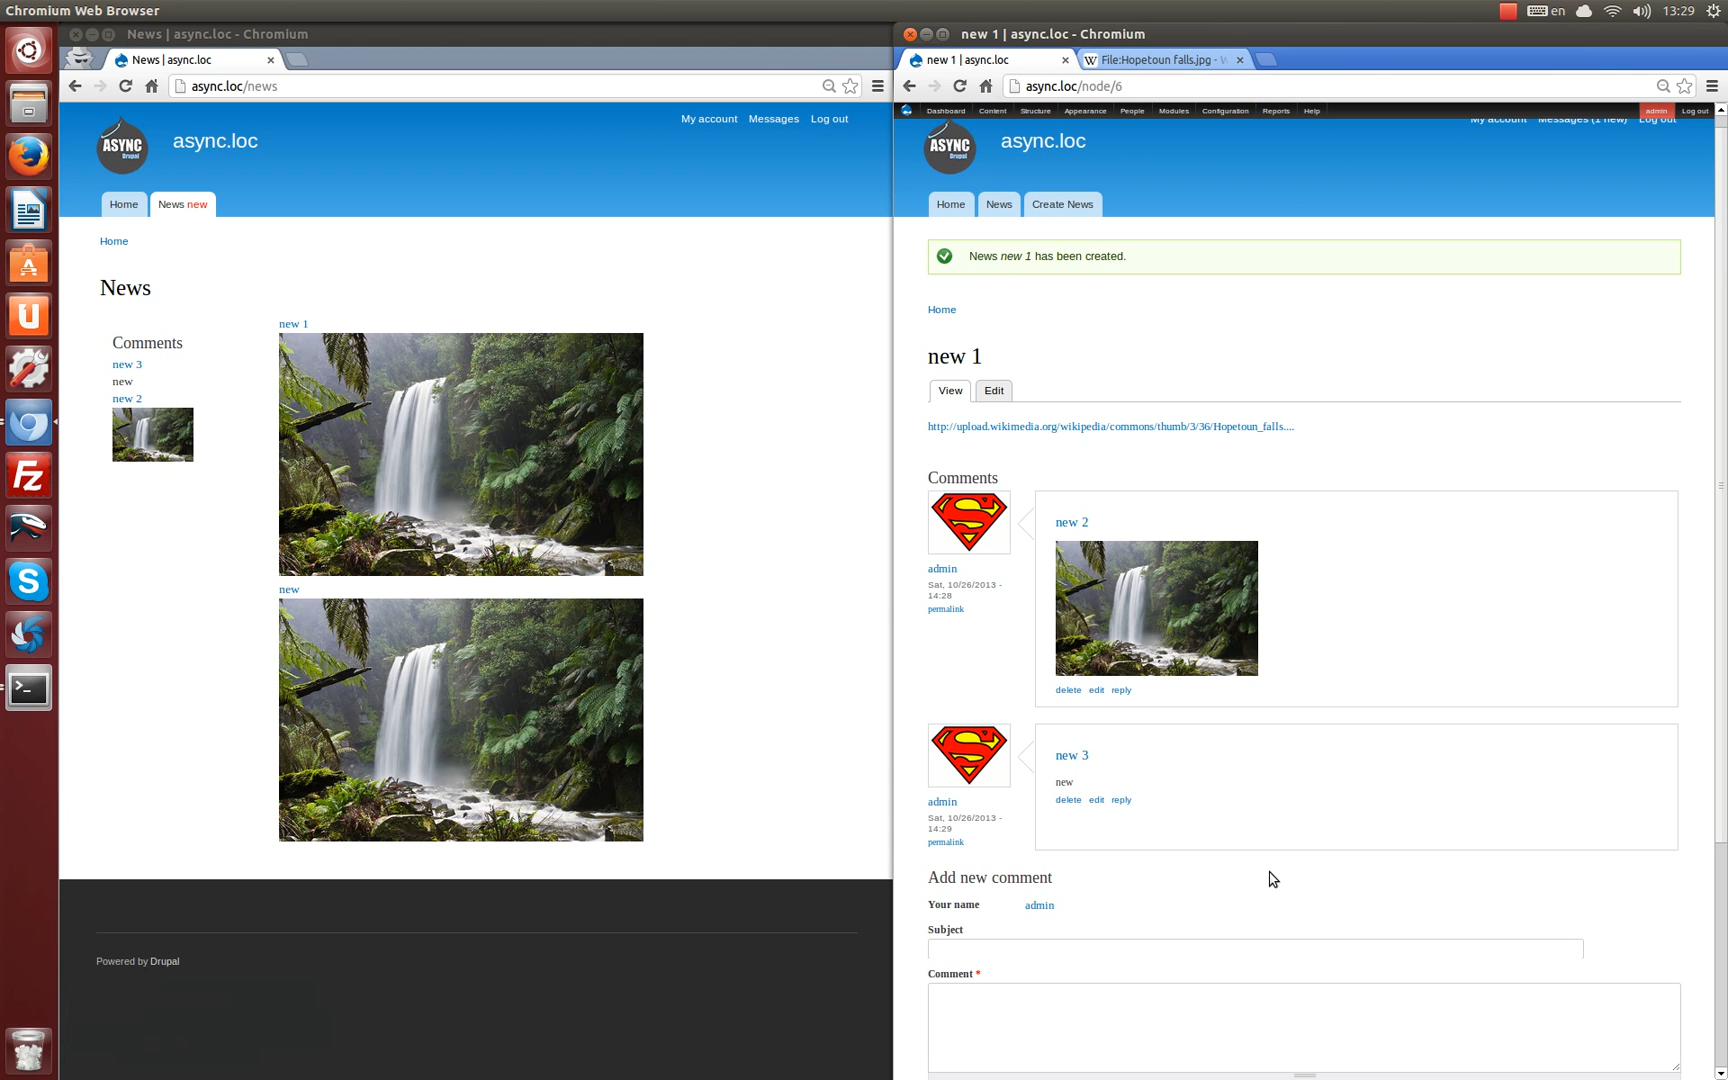 Chromium Web Browser
en
13:29
News | async.loc - Chromium
News | async.loc
async.loc/news
My account Messages Log out
ASYNC
Drupal
async.loc
Home
News new
Home
News
Comments
new 3
new
new 2
new 1
new
Powered by Drupal
new 1 | async.loc - Chromium
new 1 | async.loc
W File:Hopetoun falls.jpg -
async.loc/node/6
Dashboard Content Structure Appearance People Modules Configuration Reports Help
admin Log out
My account Messages (1 new) Log out
ASYNC
Drupal
async.loc
Home
News
Create News
News new 1 has been created.
Home
new 1
View
Edit
http://upload.wikimedia.org/wikipedia/commons/thumb/3/36/Hopetoun_falls....
Comments
S
admin
Sat, 10/26/2013 -
14:28
permalink
new 2
delete edit reply
S
admin
Sat, 10/26/2013 -
14:29
permalink
new 3
new
delete edit reply
Add new comment
Your name admin
Subject
Comment *